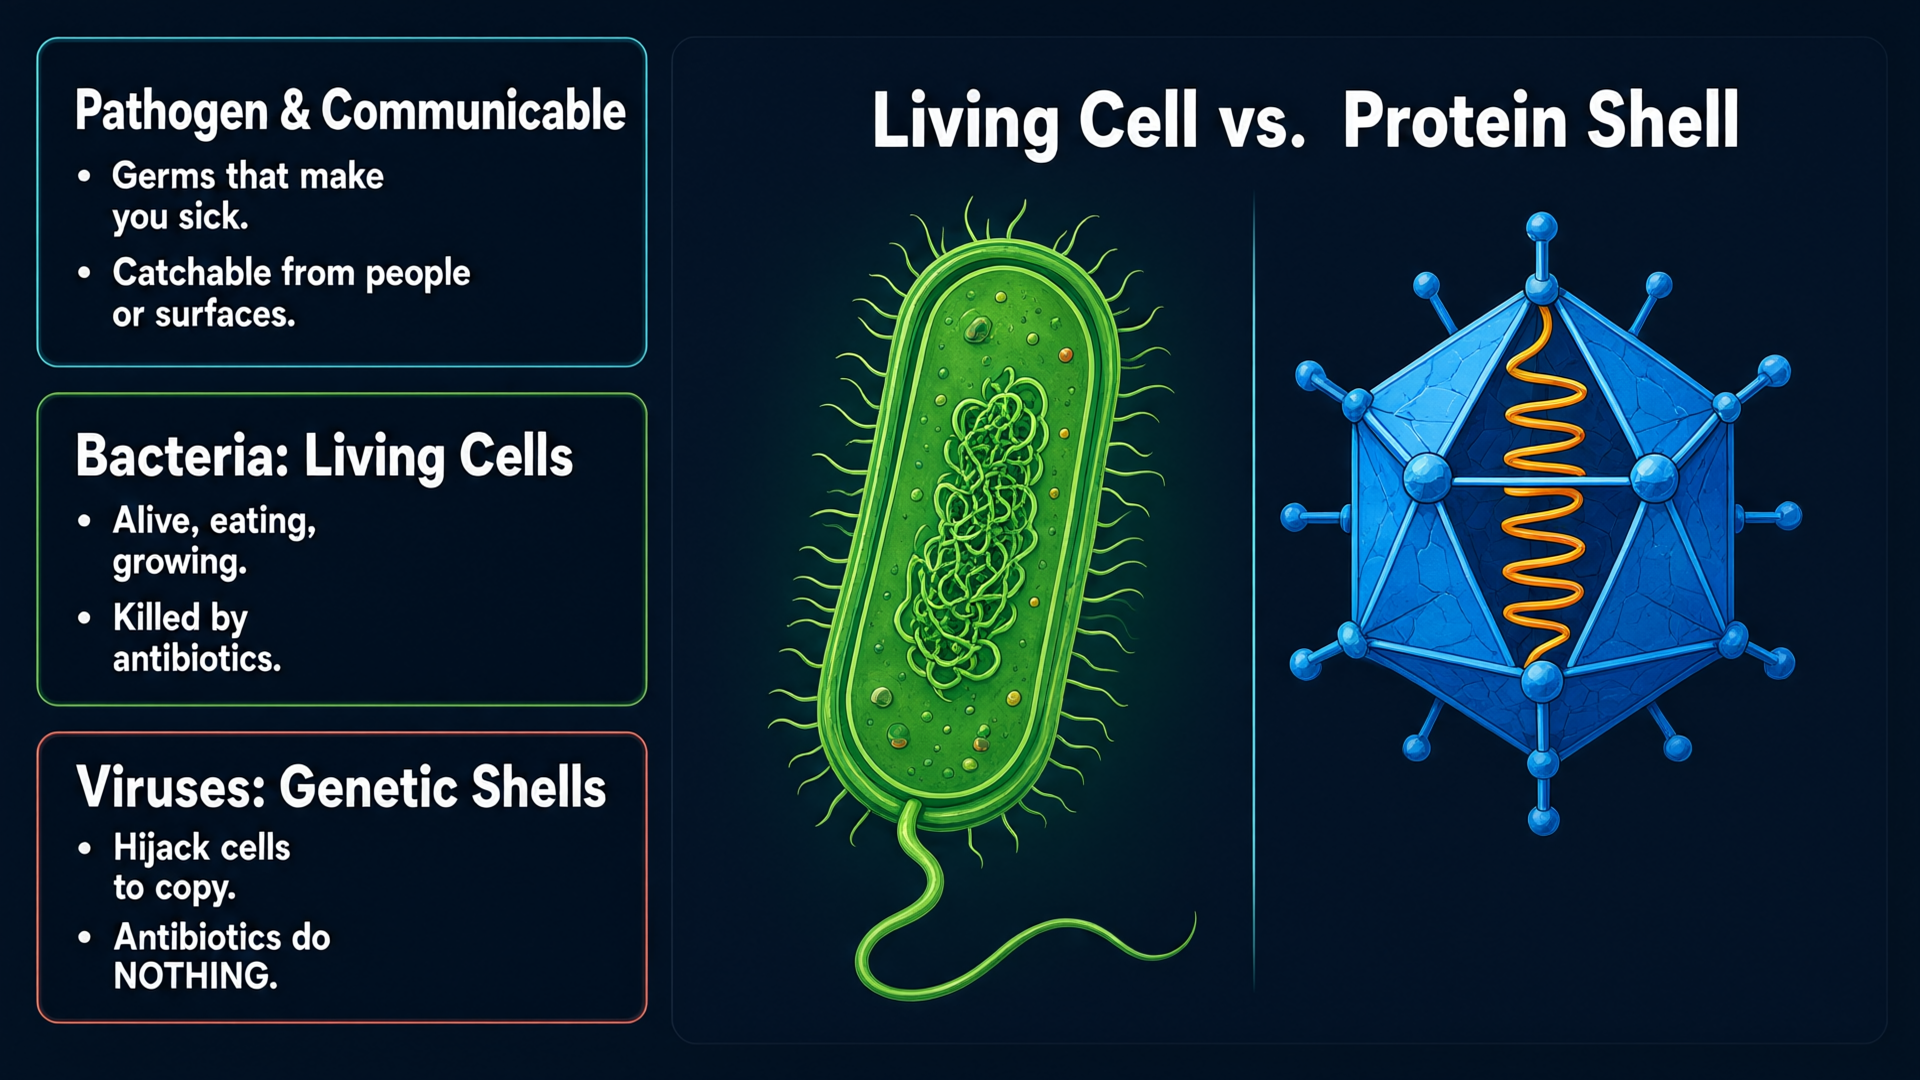 Pathogen & Communicable
• Germs that make
you sick.
• Catchable from people
or surfaces.
Bacteria: Living Cells
• Alive, eating,
growing.
• Killed by
antibiotics.
Viruses: Genetic Shells
• Hijack cells
to copy.
• Antibiotics do
NOTHING.
Living Cell vs. Protein Shell